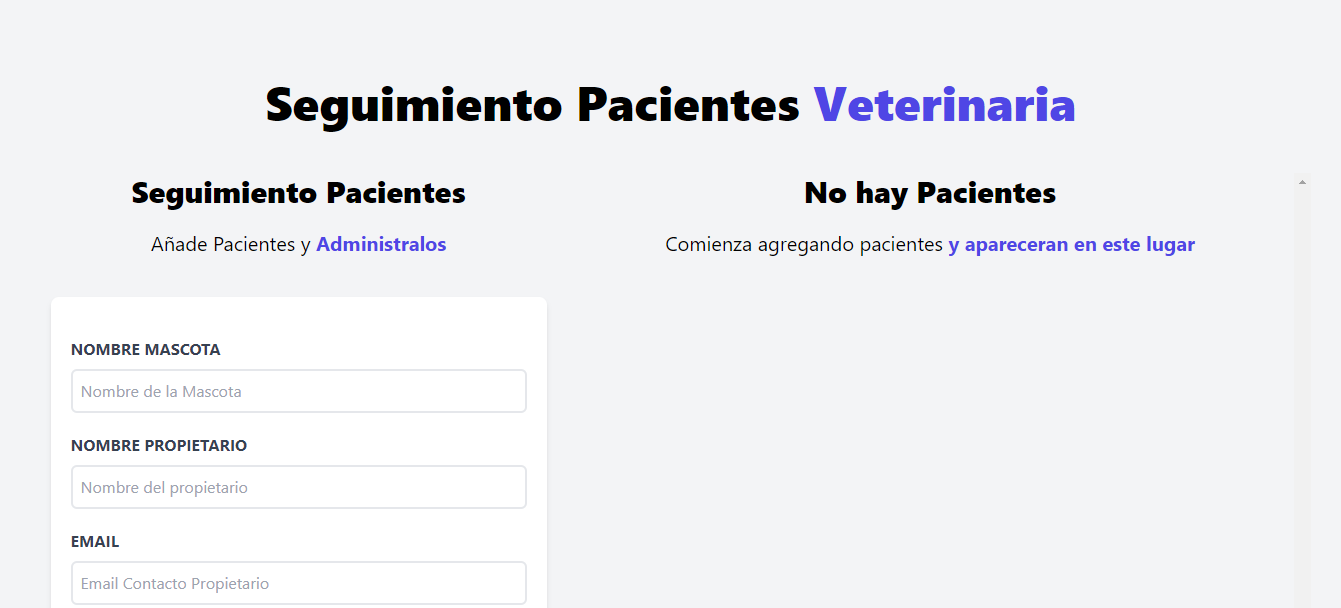 Seguimiento Pacientes Veterinaria
Seguimiento Pacientes
Añade Pacientes y Administralos
NOMBRE MASCOTA
Nombre de la Mascota
NOMBRE PROPIETARIO
Nombre del propietario
EMAIL
Email Contacto Propietario
No hay Pacientes
Comienza agregando pacientes y apareceran en este lugar